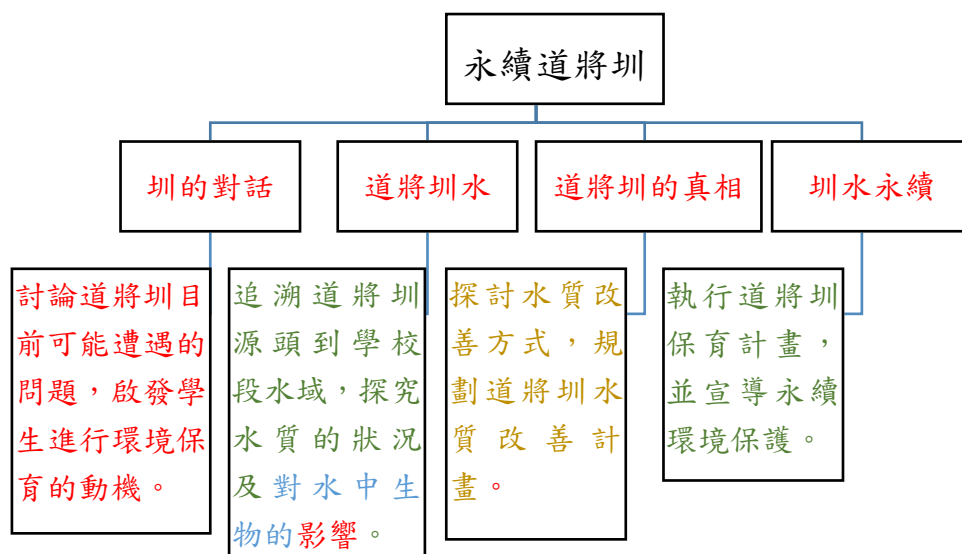 永續道將圳
圳的對話
道將圳水
道將圳的真相
圳水永續
討論道將圳目
前可能遭遇的
問題，啟發學
生進行環境保
育的動機。
追溯道將圳
源頭到學校
段水域，探究
水質的狀況
及對水中生
物的影響。
探討水質改
善方式，規
劃道將圳水
質改善計
畫。
執行道將圳
保育計畫，
並宣導永續
環境保護。